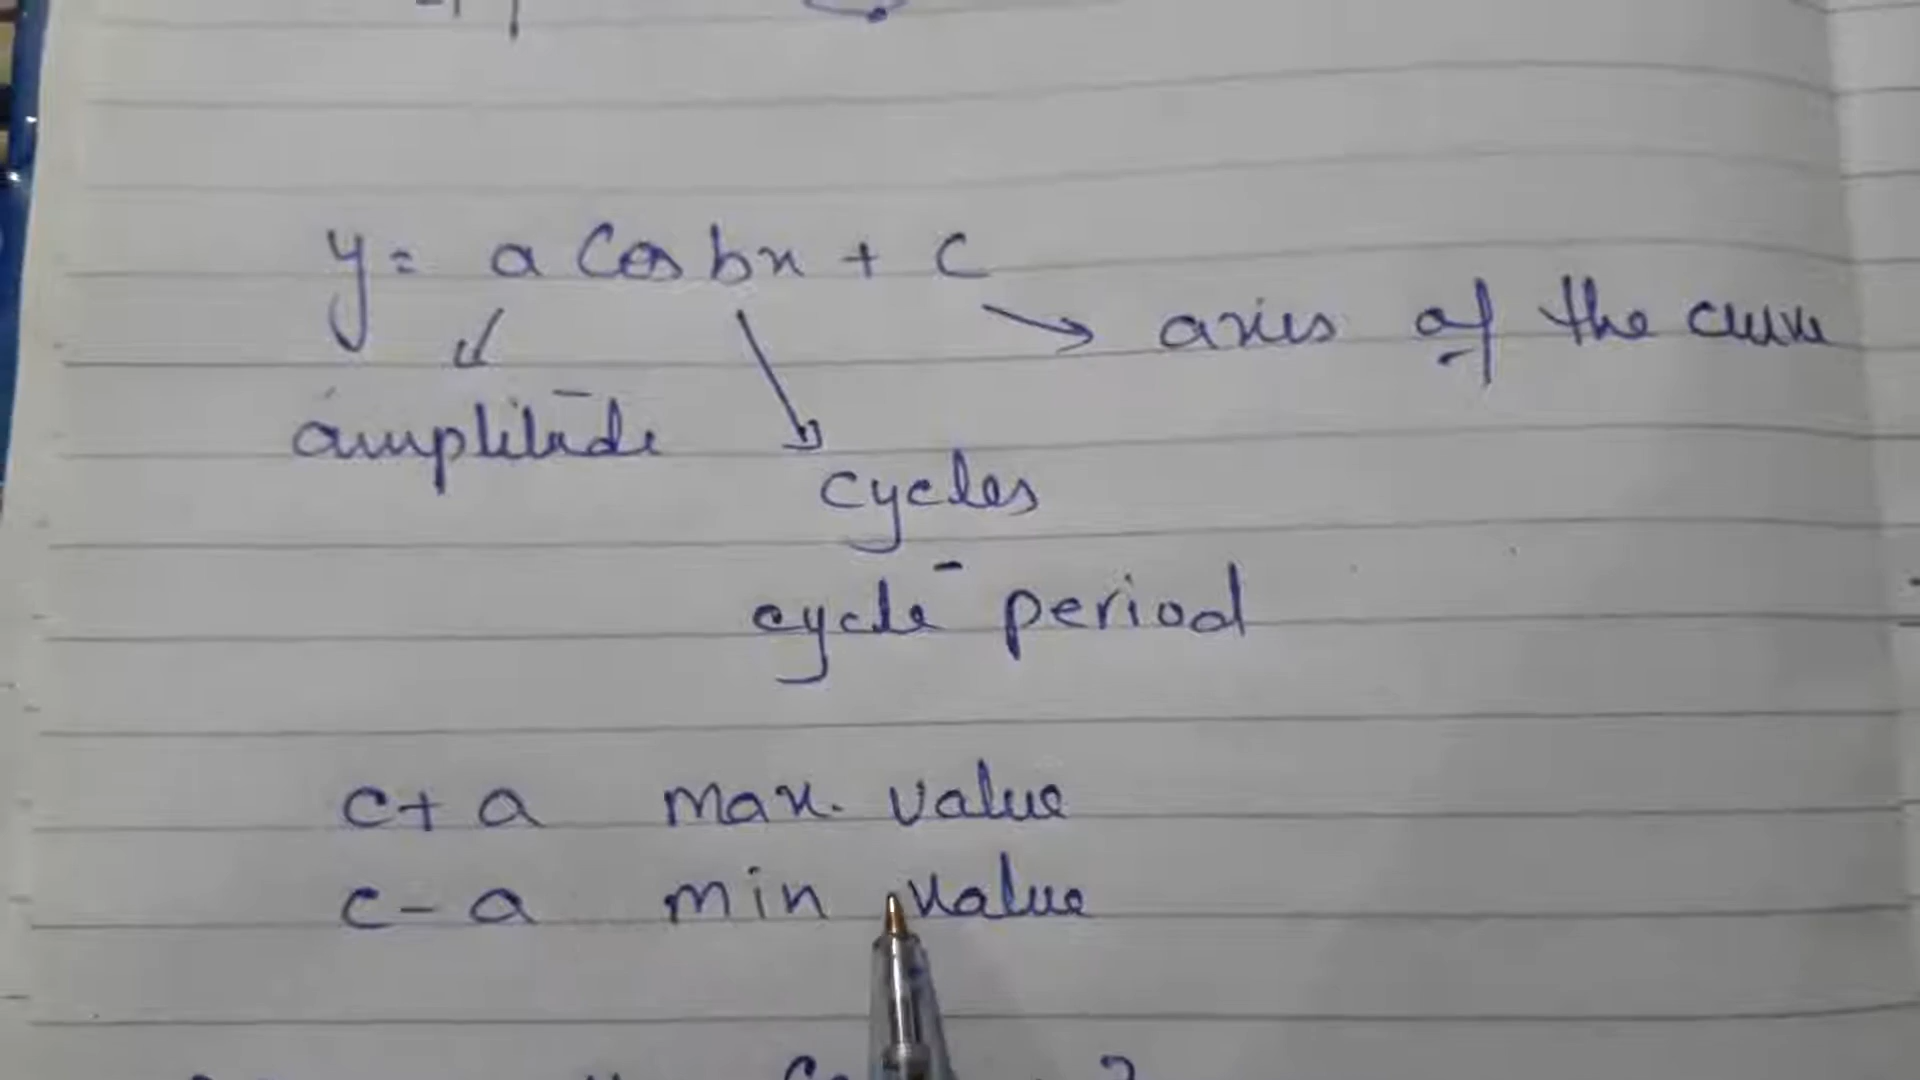 y = a Cos bx + c
axis of the curve
amplitude
cycles
cycle period
c + a max. value
c - a min value